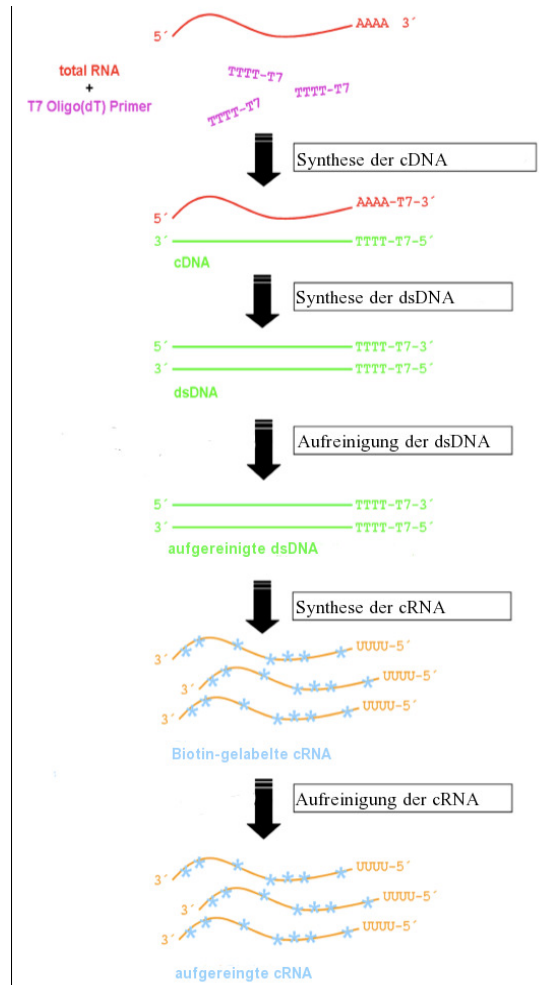 5´ AAAA 3´
total RNA
+
T7 Oligo(dT) Primer
TTTT-T7
TTTT-T7
TTTT-T7
Synthese der cDNA
5´ AAAA-T7-3´
3´ TTTT-T7-5´
cDNA
Synthese der dsDNA
5´ TTTT-T7-3´
3´ TTTT-T7-5´
dsDNA
Aufreinigung der dsDNA
5´ TTTT-T7-3´
3´ TTTT-T7-5´
aufgereinigte dsDNA
Synthese der cRNA
3´ UUUU-5´
3´ UUUU-5´
3´ UUUU-5´
Biotin-gelabelte cRNA
Aufreinigung der cRNA
3´ UUUU-5´
3´ UUUU-5´
3´ UUUU-5´
aufgereingte cRNA